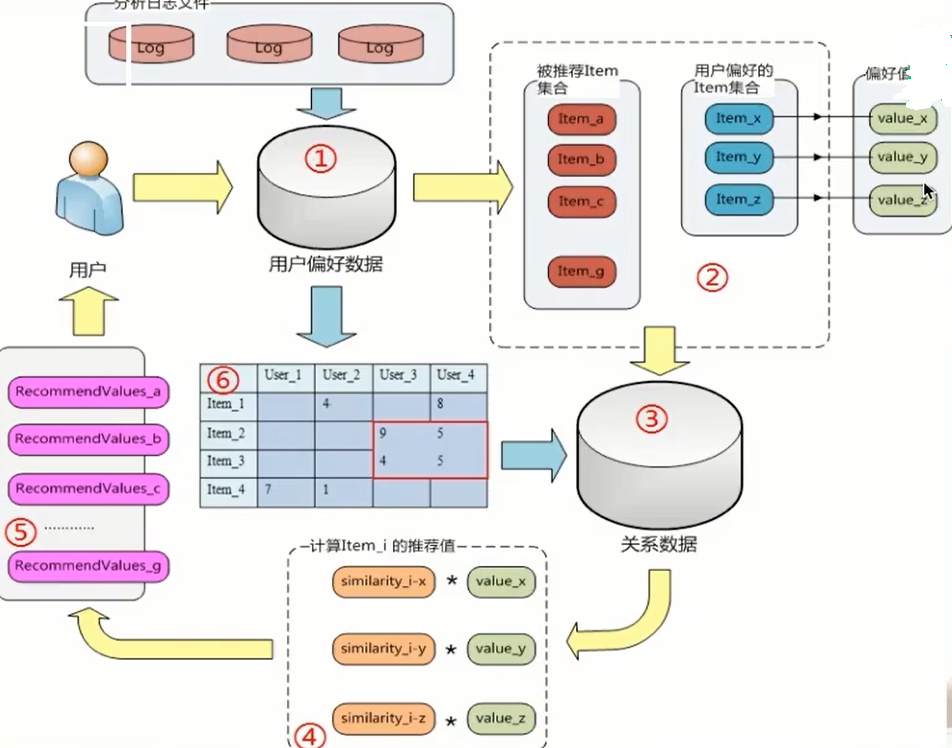 分析日志文件
Log
Log
Log
①
用户偏好数据
用户
被推荐Item
集合
Item_a
Item_b
Item_c
Item_g
用户偏好的
Item集合
Item_x
Item_y
Item_z
②
偏好值
value_x
value_y
value_z
⑥ User_1 User_2 User_3 User_4
Item_1 4 8
Item_2 9 5
Item_3 4 5
Item_4 7 1
③
关系数据
计算Item_i 的推荐值
similarity_i-x * value_x
similarity_i-y * value_y
similarity_i-z * value_z
④
RecommendValues_a
RecommendValues_b
RecommendValues_c
⑤ ............
RecommendValues_g